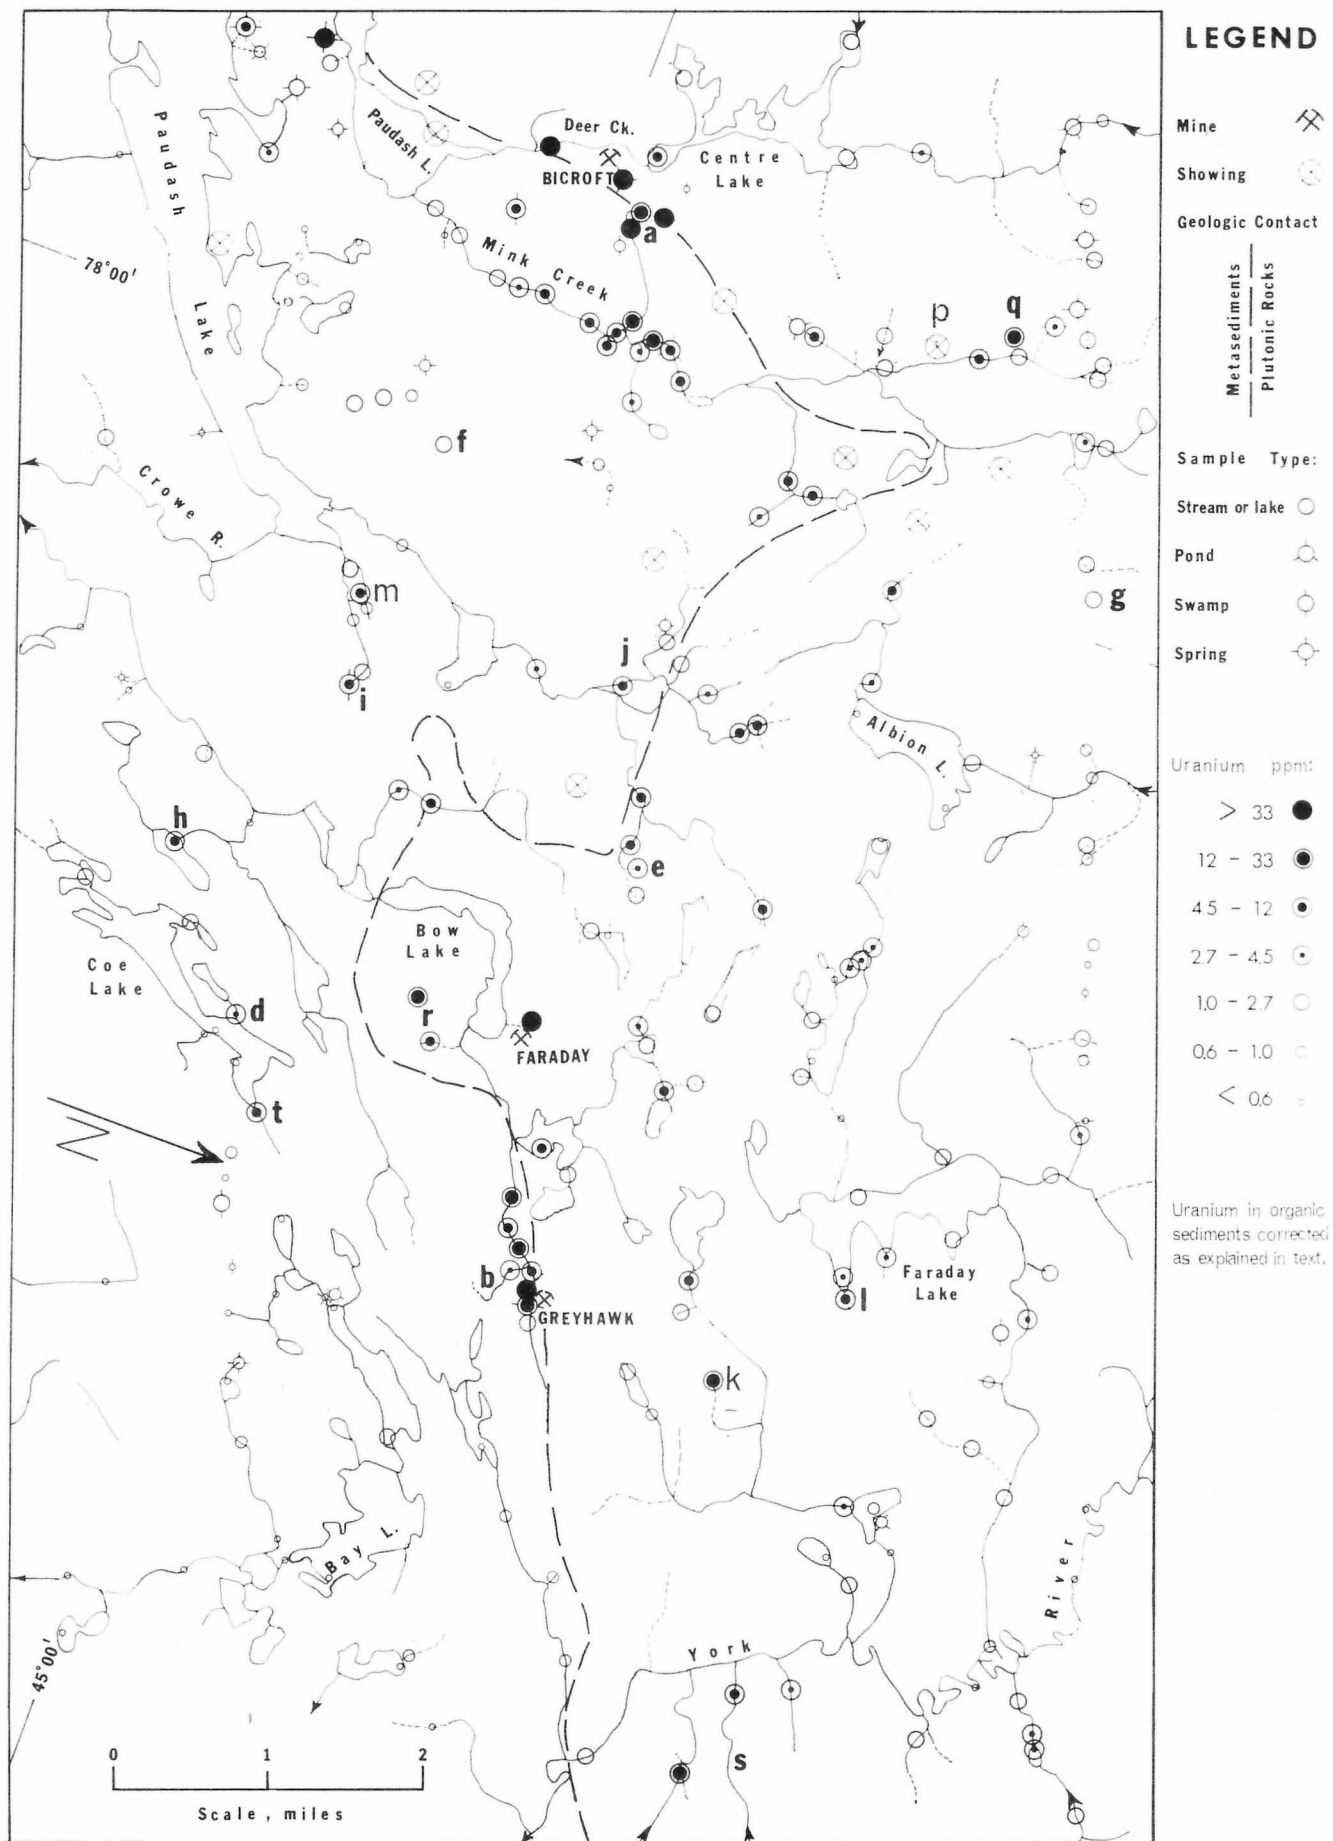 LEGEND
Mine
Showing
Geologic Contact
Metasediments
Plutonic Rocks
Sample Type:
Stream or lake
Pond
Swamp
Spring
Uranium ppm:
> 33
12 – 33
4.5 – 12
2.7 – 4.5
1.0 – 2.7
0.6 – 1.0
< 0.6
Uranium in organic
sediments corrected
as explained in text.
Paudash
Lake
Paudash L.
Deer Ck.
BICROFT
Centre
Lake
a
Mink Creek
78°00'
p
q
f
Crowe R.
m
g
i
j
Albion L.
h
e
Bow
Lake
Coe
Lake
d
r
FARADAY
t
N
b
GREYHAWK
Faraday
Lake
l
k
Bay L.
River
York
45°00'
s
0 1 2
Scale, miles